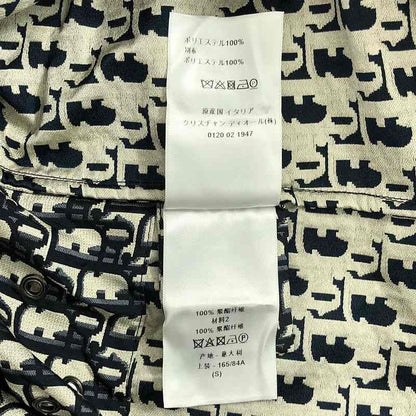 ポリエステル100%
別布
ポリエステル100%
原産国 イタリア
クリスチャン ディオール(株)
0120 02 1947
100% 聚酯纤维
材料2
100% 聚酯纤维
产地 - 意大利
上装 - 165/84A
(S)